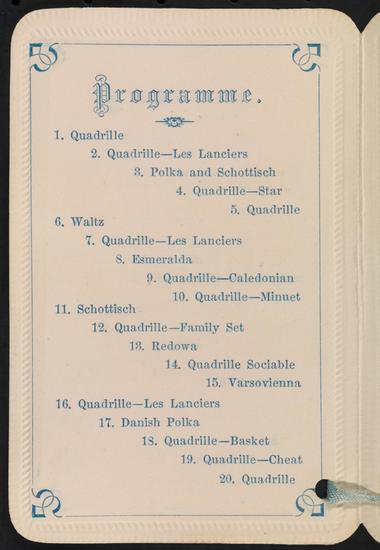 Programme.
1. Quadrille
2. Quadrille—Les Lanciers
3. Polka and Schottisch
4. Quadrille—Star
5. Quadrille
6. Waltz
7. Quadrille—Les Lanciers
8. Esmeralda
9. Quadrille—Caledonian
10. Quadrille—Minuet
11. Schottisch
12. Quadrille—Family Set
13. Redowa
14. Quadrille Sociable
15. Varsovienna
16. Quadrille—Les Lanciers
17. Danish Polka
18. Quadrille—Basket
19. Quadrille—Cheat
20. Quadrille